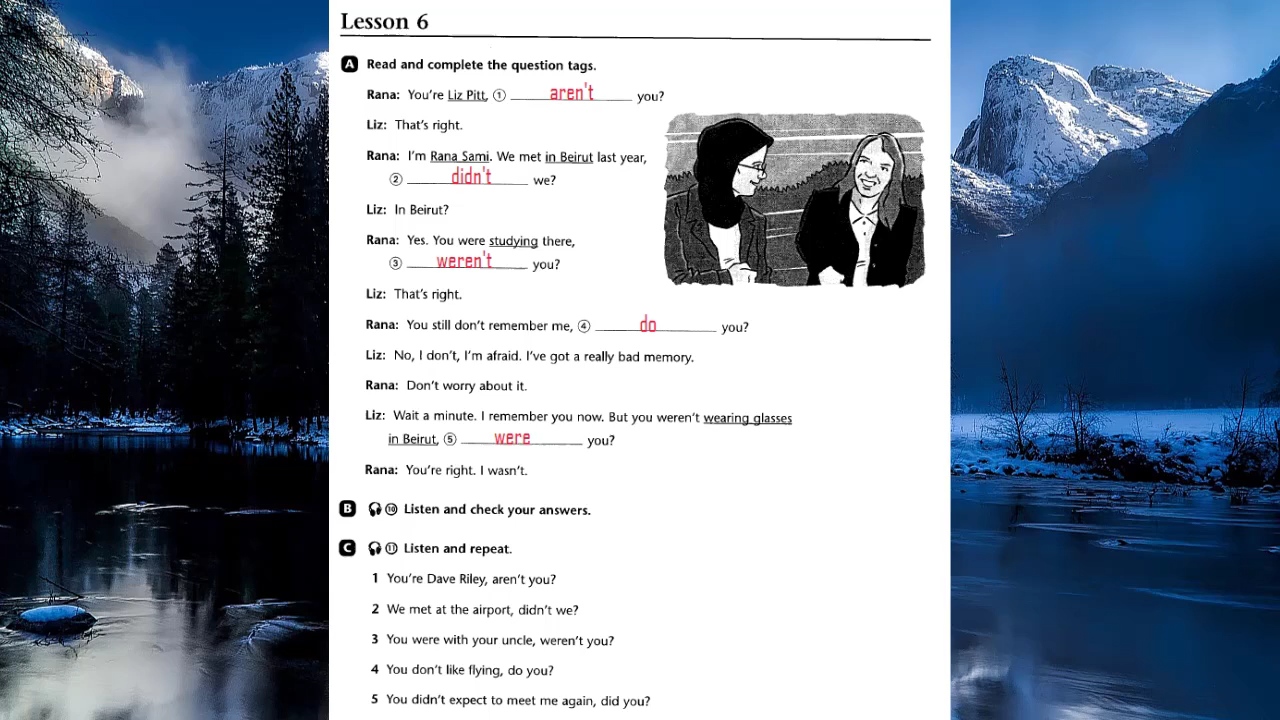 Lesson 6
A Read and complete the question tags.
Rana: You're Liz Pitt, ① aren't you?
Liz: That's right.
Rana: I'm Rana Sami. We met in Beirut last year,
② didn't we?
Liz: In Beirut?
Rana: Yes. You were studying there,
③ weren't you?
Liz: That's right.
Rana: You still don't remember me, ④ do you?
Liz: No, I don't, I'm afraid. I've got a really bad memory.
Rana: Don't worry about it.
Liz: Wait a minute. I remember you now. But you weren't wearing glasses
in Beirut, ⑤ were you?
Rana: You're right. I wasn't.
B ⑩ Listen and check your answers.
C ⑪ Listen and repeat.
1 You're Dave Riley, aren't you?
2 We met at the airport, didn't we?
3 You were with your uncle, weren't you?
4 You don't like flying, do you?
5 You didn't expect to meet me again, did you?